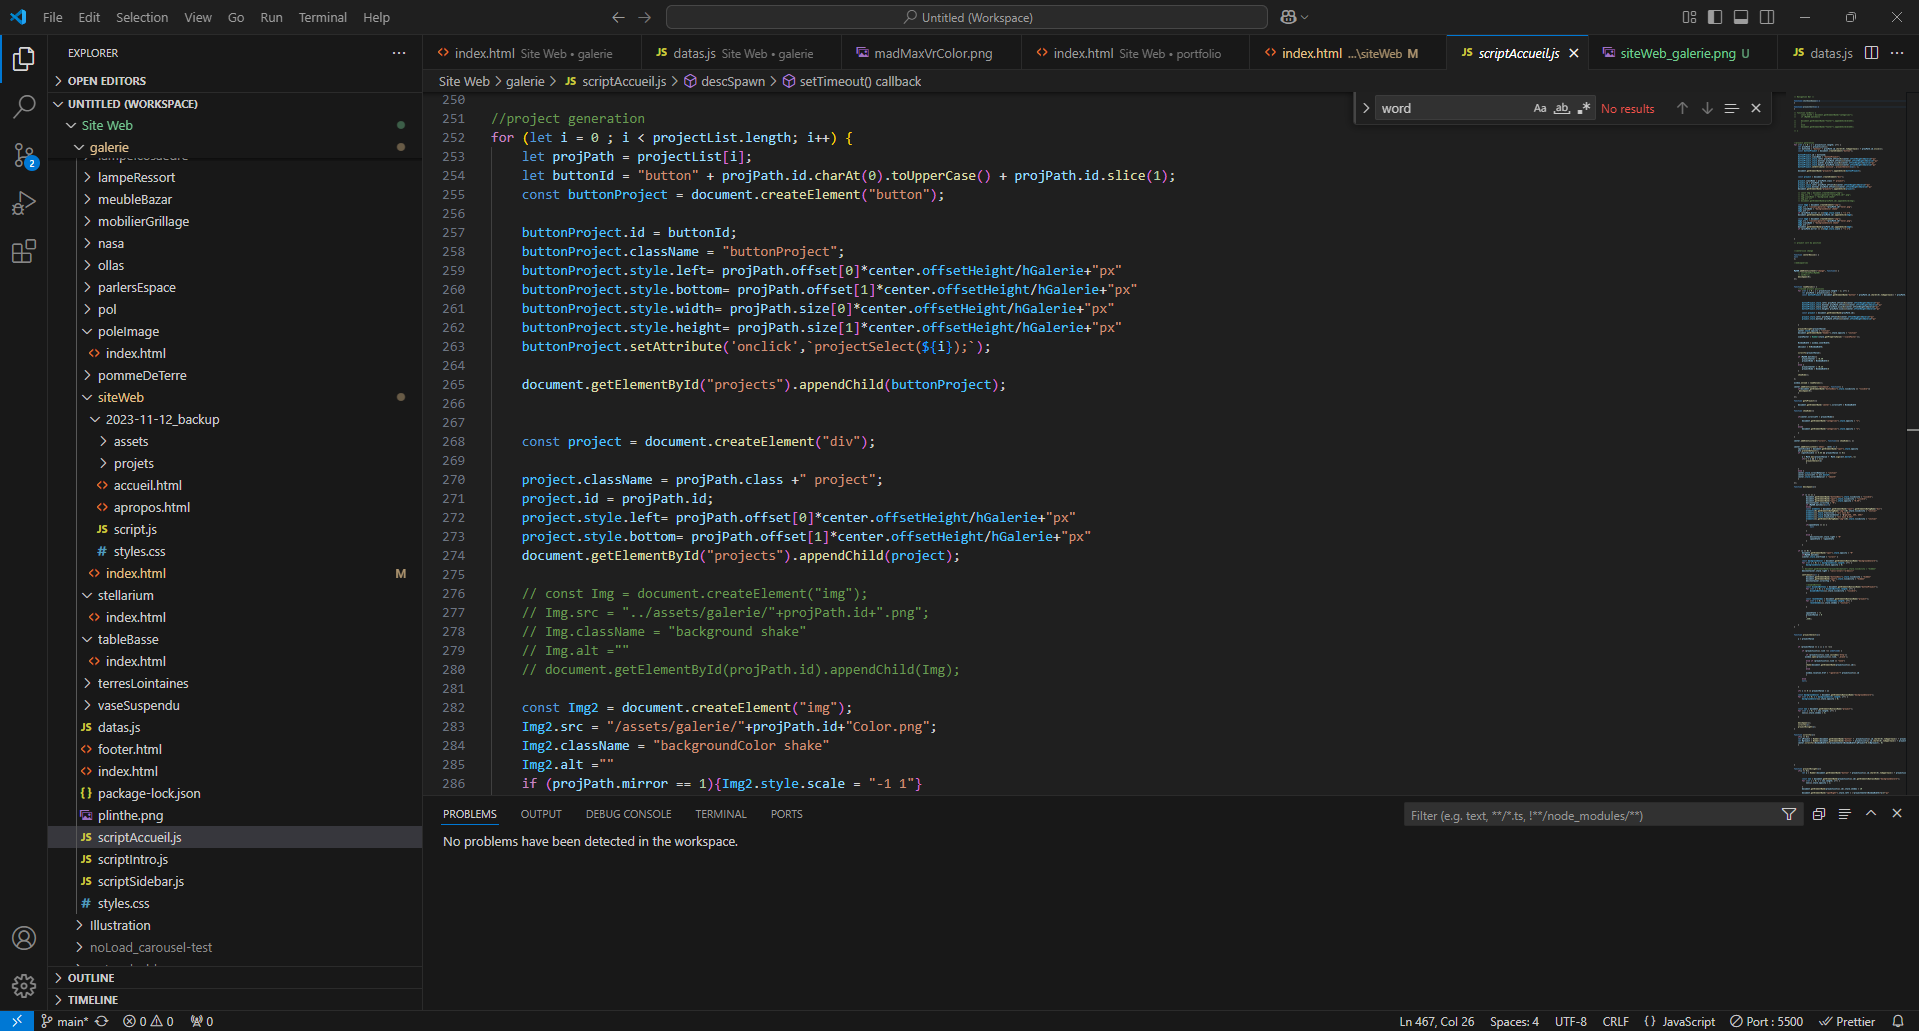 File Edit Selection View Go Run Terminal Help
Untitled (Workspace)
EXPLORER
OPEN EDITORS
UNTITLED (WORKSPACE)
Site Web
galerie
lampeRessort
meubleBazar
mobilierGrillage
nasa
ollas
parlersEspace
pol
poleImage
index.html
pommeDeTerre
siteWeb
2023-11-12_backup
assets
projets
accueil.html
apropos.html
script.js
styles.css
index.html M
stellarium
index.html
tableBasse
index.html
terresLointaines
vaseSuspendu
datas.js
footer.html
index.html
package-lock.json
plinthe.png
scriptAccueil.js
scriptIntro.js
scriptSidebar.js
styles.css
Illustration
noLoad_carousel-test
OUTLINE
TIMELINE
index.html Site Web • galerie
datas.js Site Web • galerie
madMaxVrColor.png
index.html Site Web • portfolio
index.html ...\siteWeb M
scriptAccueil.js
siteWeb_galerie.png U
datas.js
Site Web > galerie > JS scriptAccueil.js > descSpawn > setTimeout() callback
word Aa ab .* No results
250
251 //project generation
252 for (let i = 0 ; i < projectList.length; i++) {
253 let projPath = projectList[i];
254 let buttonId = "button" + projPath.id.charAt(0).toUpperCase() + projPath.id.slice(1);
255 const buttonProject = document.createElement("button");
256
257 buttonProject.id = buttonId;
258 buttonProject.className = "buttonProject";
259 buttonProject.style.left= projPath.offset[0]*center.offsetHeight/hGalerie+"px"
260 buttonProject.style.bottom= projPath.offset[1]*center.offsetHeight/hGalerie+"px"
261 buttonProject.style.width= projPath.size[0]*center.offsetHeight/hGalerie+"px"
262 buttonProject.style.height= projPath.size[1]*center.offsetHeight/hGalerie+"px"
263 buttonProject.setAttribute('onclick',`projectSelect(${i});`);
264
265 document.getElementById("projects").appendChild(buttonProject);
266
267
268 const project = document.createElement("div");
269
270 project.className = projPath.class +" project";
271 project.id = projPath.id;
272 project.style.left= projPath.offset[0]*center.offsetHeight/hGalerie+"px"
273 project.style.bottom= projPath.offset[1]*center.offsetHeight/hGalerie+"px"
274 document.getElementById("projects").appendChild(project);
275
276 // const Img = document.createElement("img");
277 // Img.src = "../assets/galerie/"+projPath.id+".png";
278 // Img.className = "background shake"
279 // Img.alt =""
280 // document.getElementById(projPath.id).appendChild(Img);
281
282 const Img2 = document.createElement("img");
283 Img2.src = "/assets/galerie/"+projPath.id+"Color.png";
284 Img2.className = "backgroundColor shake"
285 Img2.alt =""
286 if (projPath.mirror == 1){Img2.style.scale = "-1 1"}
PROBLEMS OUTPUT DEBUG CONSOLE TERMINAL PORTS
Filter (e.g. text, **/*.ts, !**/node_modules/**)
No problems have been detected in the workspace.
2
main* 0 0 0
Ln 467, Col 26 Spaces: 4 UTF-8 CRLF {} JavaScript Port : 5500 Prettier